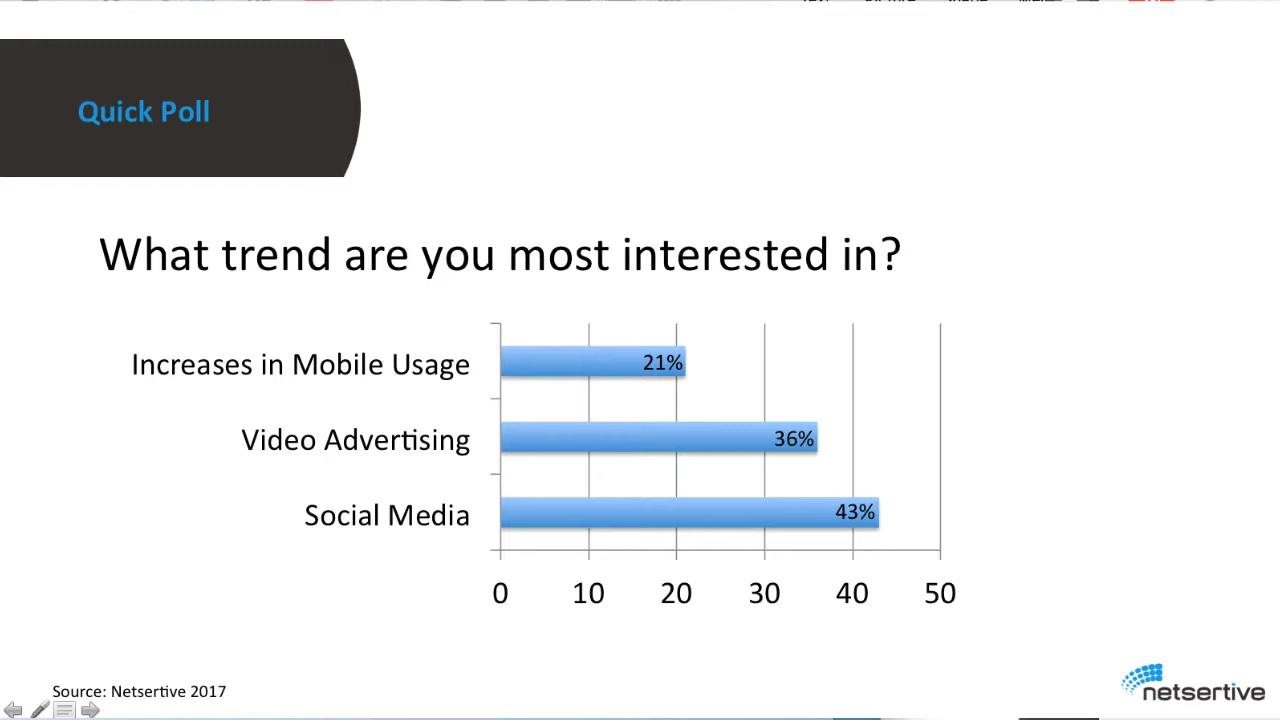 Quick Poll
What trend are you most interested in?
Increases in Mobile Usage
21%
Video Advertising
36%
Social Media
43%
0 10 20 30 40 50
Source: Netsertive 2017
netsertive